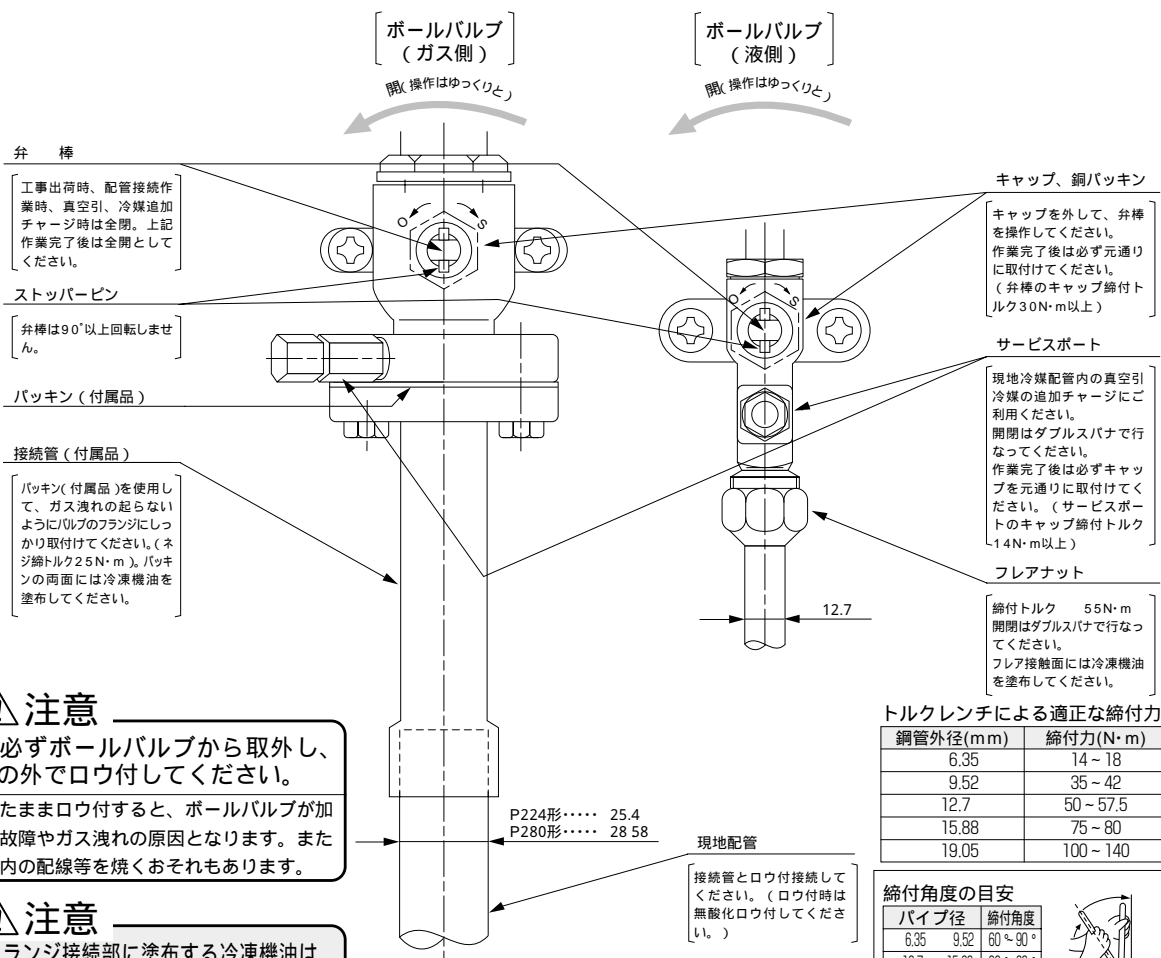 ボールバルブ
（ガス側）
開（操作はゆっくりと）
ボールバルブ
（液側）
開（操作はゆっくりと）
弁　棒
工事出荷時、配管接続作
業時、真空引、冷媒追加
チャージ時は全閉。上記
作業完了後は全開として
ください。
ストッパーピン
弁棒は90°以上回転しませ
ん。
パッキン（付属品）
接続管（付属品）
パッキン（付属品）を使用し
て、ガス漏れの起らない
ようにバルブのフランジにしっ
かり取付けてください。（ネ
ジ締トルク25N･m）。パッキ
ンの両面には冷凍機油を
塗布してください。
O
S
O
S
キャップ、銅パッキン
キャップを外して、弁棒
を操作してください。
作業完了後は必ず元通り
に取付けてください。
（弁棒のキャップ締付ト
ルク30N･m以上）
サービスポート
現地冷媒配管内の真空引
冷媒の追加チャージにご
利用ください。
開閉はダブルスパナで行
なってください。
作業完了後は必ずキャッ
プを元通りに取付けてく
ださい。（サービスポー
トのキャップ締付トルク
14N･m以上）
フレアナット
締付トルク　55N･m
開閉はダブルスパナで行なっ
てください。
フレア接触面には冷凍機油
を塗布してください。
12.7
注意
必ずボールバルブから取外し、
の外でロウ付してください。
たままロウ付すると、ボールバルブが加
故障やガス漏れの原因となります。また
内の配線等を焼くおそれもあります。
注意
ランジ接続部に塗布する冷凍機油は
P224形･････ 25.4
P280形･････ 28 58
現地配管
接続管とロウ付接続して
ください。（ロウ付時は
無酸化ロウ付してくださ
い。）
トルクレンチによる適正な締付力
鋼管外径(mm) 締付力(N･m)
6.35 14～18
9.52 35～42
12.7 50～57.5
15.88 75～80
19.05 100～140
締付角度の目安
パイプ径 締付角度
6.35 9.52 60°～90°